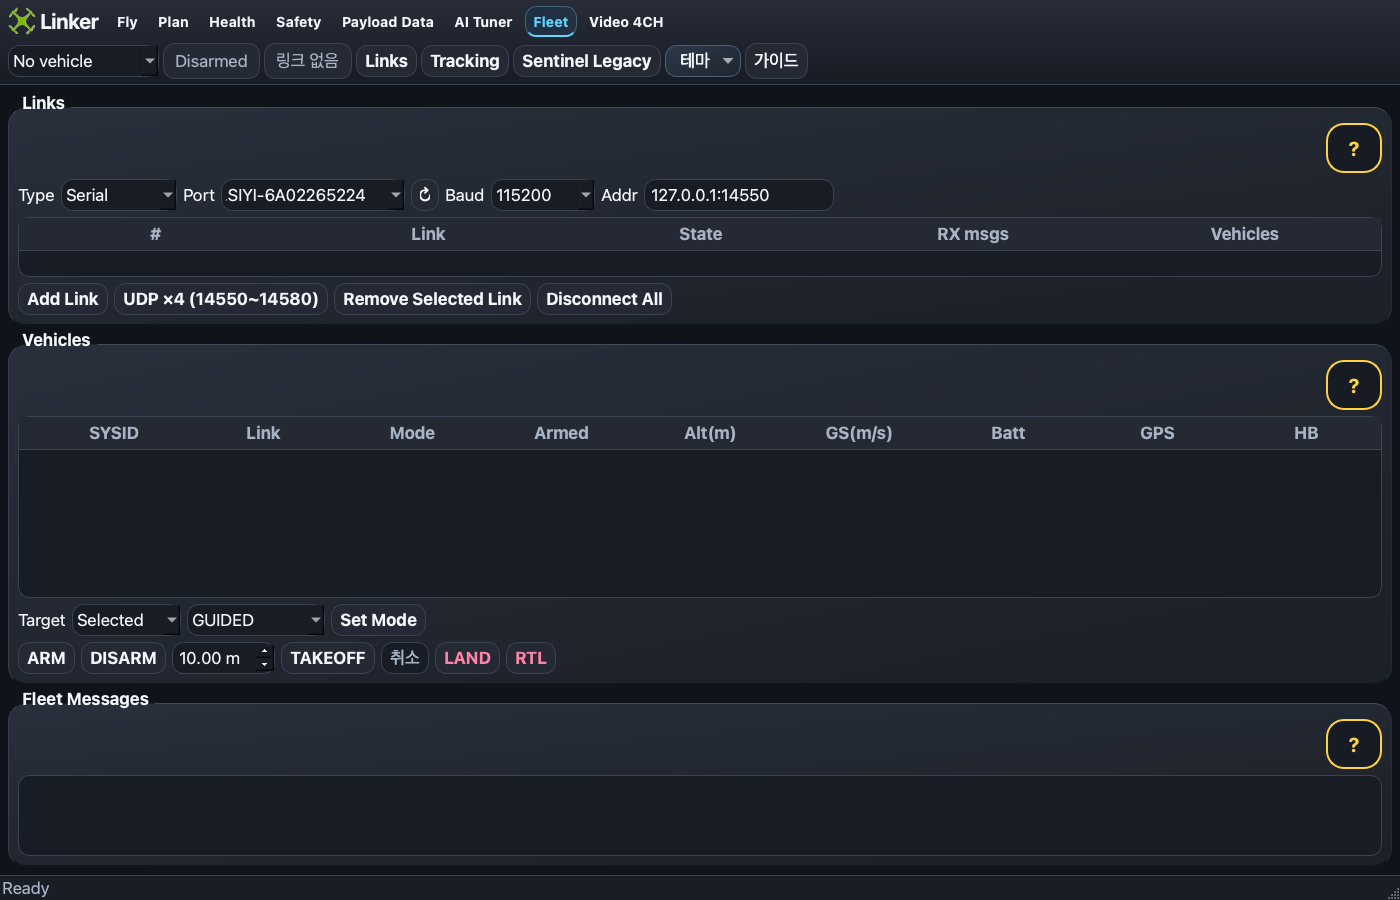 Linker Fly Plan Health Safety Payload Data AI Tuner Fleet Video 4CH
No vehicle Disarmed 링크 없음 Links Tracking Sentinel Legacy 테마 가이드
Links
?
Type Serial Port .SIYI-6A02265224 Baud 115200 Addr 127.0.0.1:14550
# Link State RX msgs Vehicles
Add Link UDP ×4 (14550~14580) Remove Selected Link Disconnect All
Vehicles
?
SYSID Link Mode Armed Alt(m) GS(m/s) Batt GPS HB
Target Selected GUIDED Set Mode
ARM DISARM 10.00 m TAKEOFF 취소 LAND RTL
Fleet Messages
?
Ready